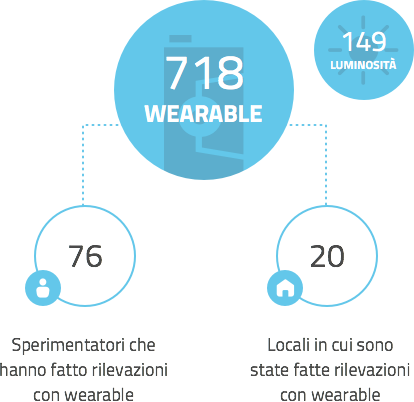 718
WEARABLE
149
LUMINOSITÀ
76
Sperimentatori che
hanno fatto rilevazioni
con wearable
20
Locali in cui sono
state fatte rilevazioni
con wearable